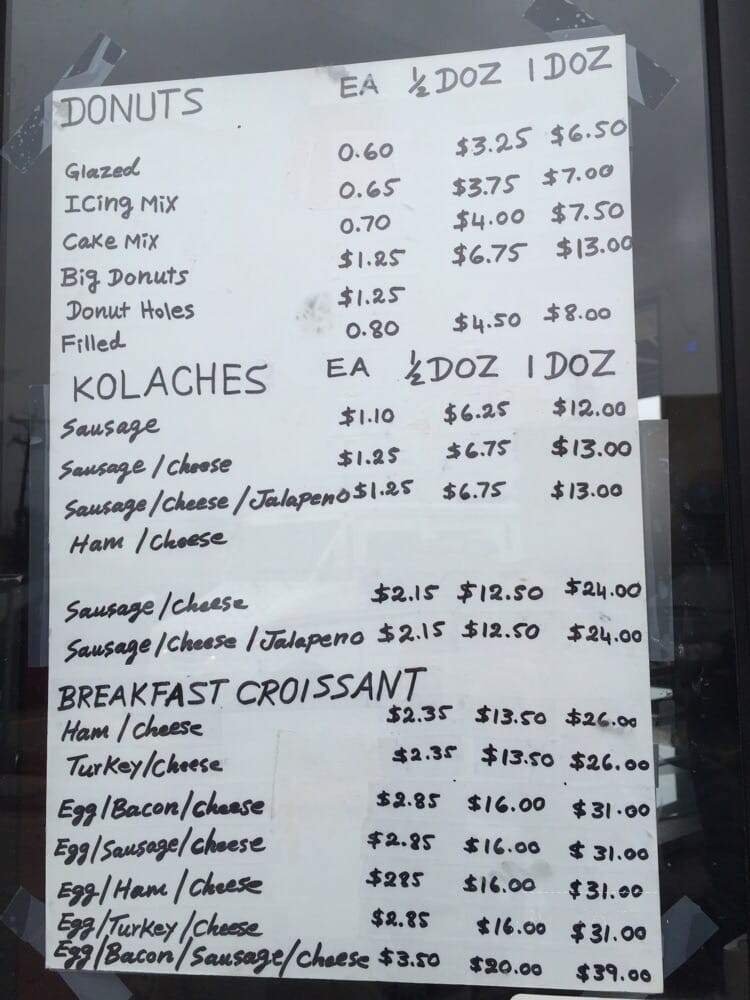 DONUTS EA ½ DOZ 1 DOZ
Glazed 0.60 $3.25 $6.50
Icing Mix 0.65 $3.75 $7.00
Cake Mix 0.70 $4.00 $7.50
Big Donuts $1.25 $6.75 $13.00
Donut Holes $1.25
Filled 0.80 $4.50 $8.00
KOLACHES EA ½ DOZ 1 DOZ
Sausage $1.10 $6.25 $12.00
Sausage/Cheese $1.25 $6.75 $13.00
Sausage/Cheese/Jalapeno $1.25 $6.75 $13.00
Ham/Cheese
Sausage/Cheese $2.15 $12.50 $24.00
Sausage/Cheese/Jalapeno $2.15 $12.50 $24.00
BREAKFAST CROISSANT
Ham/Cheese $2.35 $13.50 $26.00
Turkey/Cheese $2.35 $13.50 $26.00
Egg/Bacon/Cheese $2.85 $16.00 $31.00
Egg/Sausage/Cheese $2.85 $16.00 $31.00
Egg/Ham/Cheese $285 $16.00 $31.00
Egg/Turkey/Cheese $2.85 $16.00 $31.00
Egg/Bacon/Sausage/Cheese $3.50 $20.00 $39.00